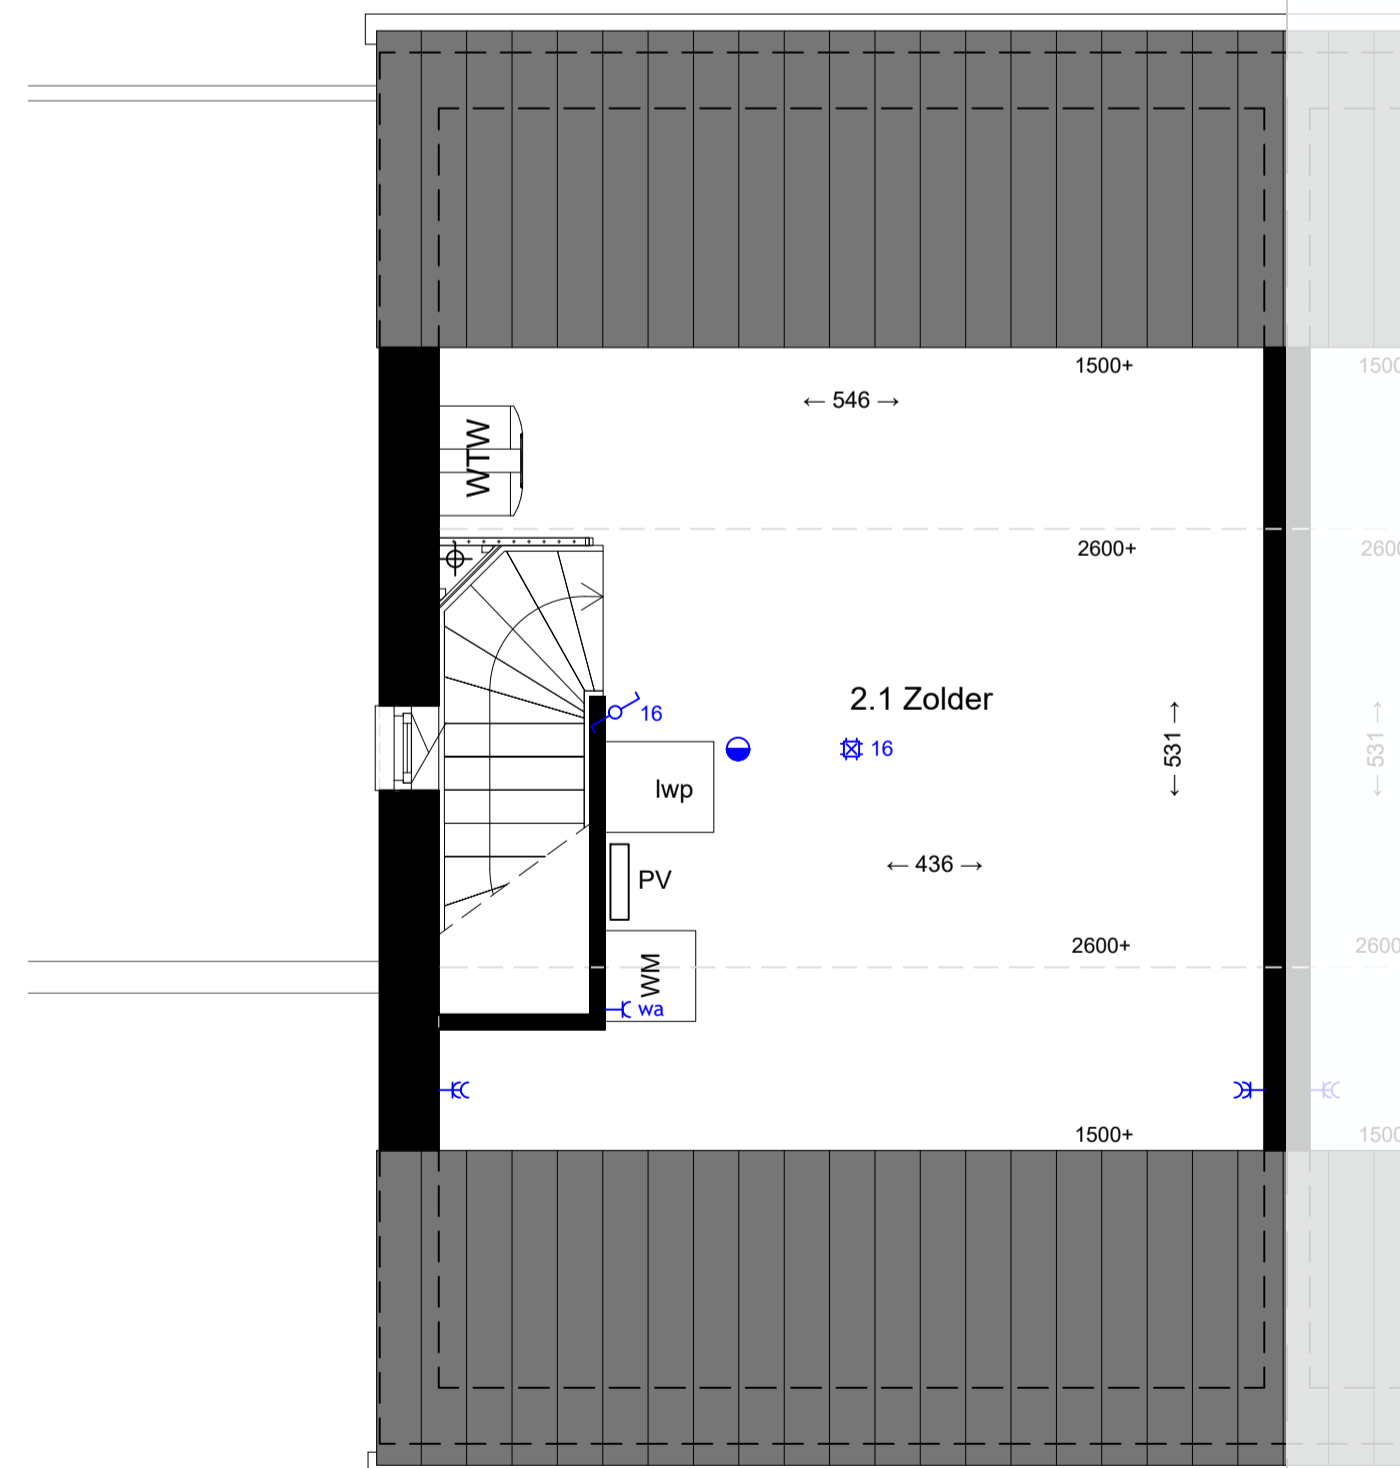 1500+
1500
← 546 →
WTW
2600+
2600
2.1 Zolder
16
16
← 531 →
← 531 →
lwp
← 436 →
PV
2600+
2600
WM
wa
1500+
1500